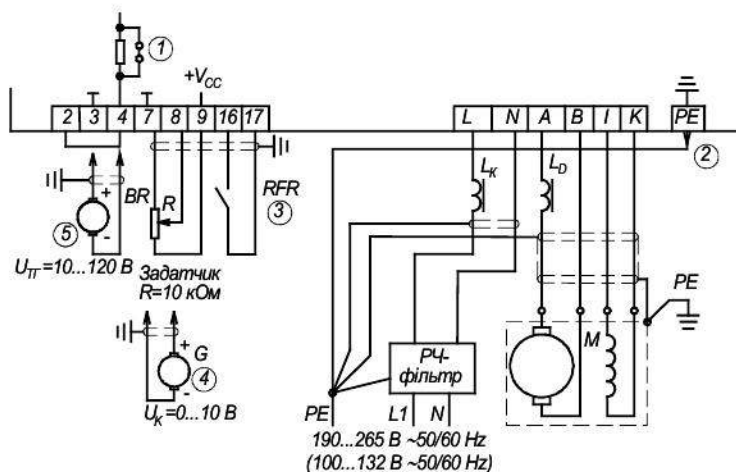 1
+V_CC
2 3 4 7 8 9 16 17
L N A B I K PE
2
BR R RFR
3
L_K L_D
+
-
5
U_ТГ=10...120 В
Задатчик
R=10 кОм
PE
+ G
-
4
U_К=0...10 В
M
РЧ-
фільтр
PE L1 N
190...265 В ~50/60 Hz
(100...132 В ~50/60 Hz)